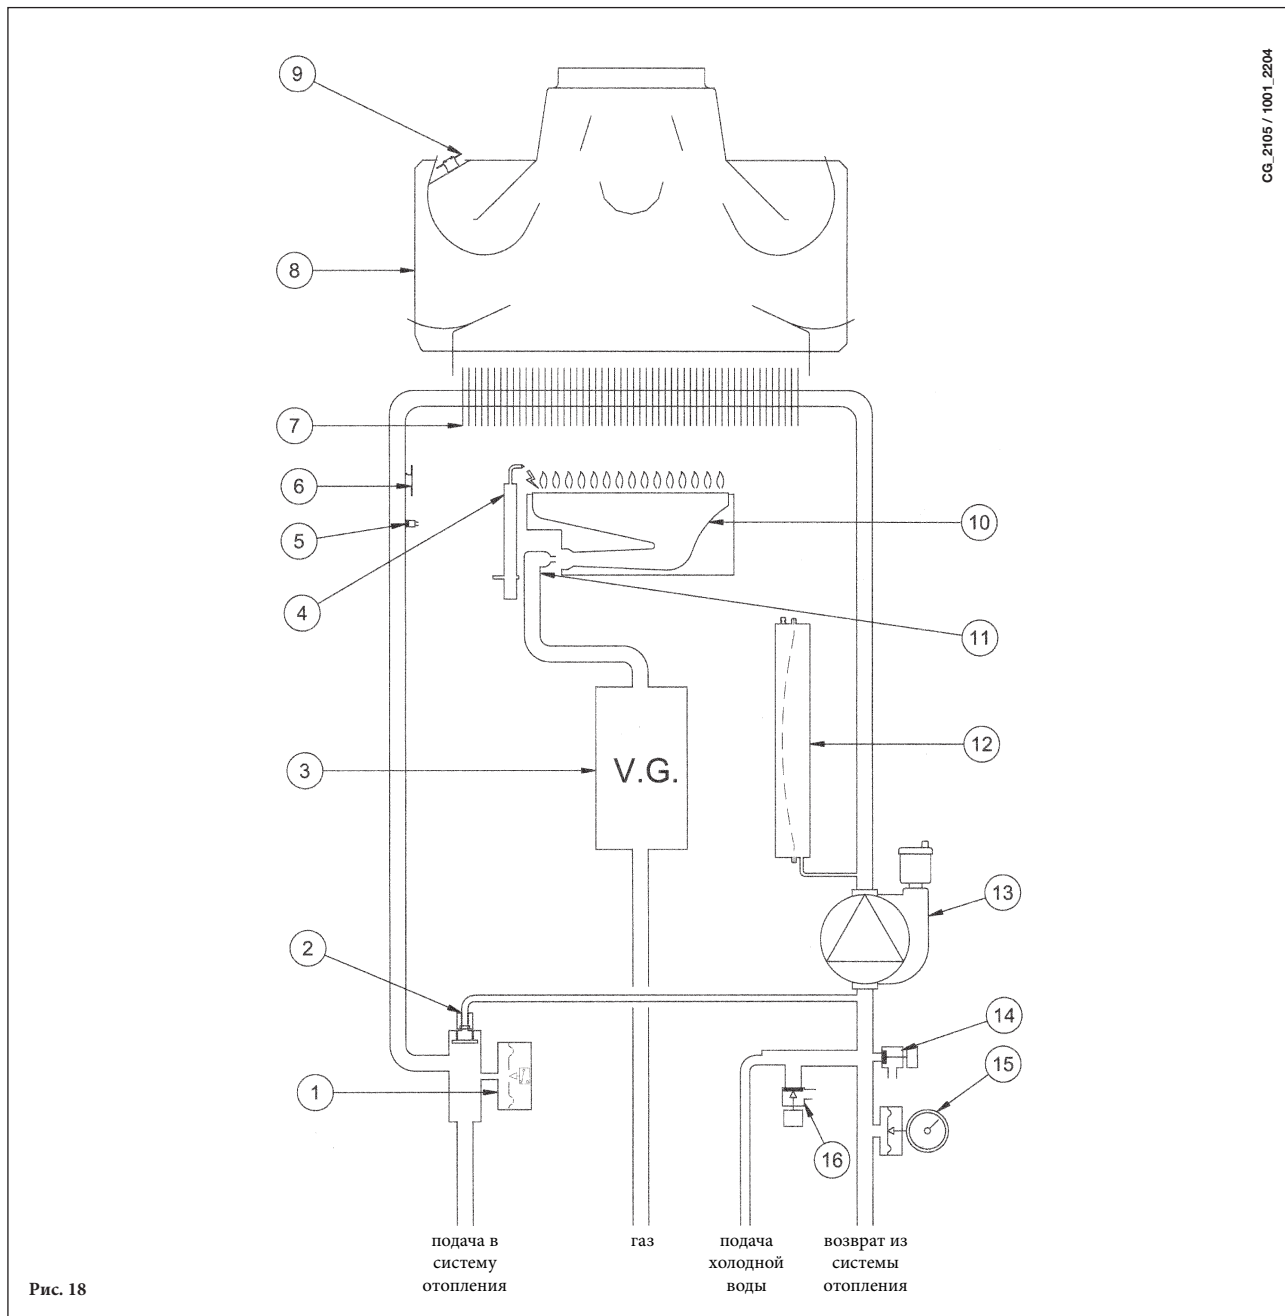 CG_2105 / 1001_2204
9
8
7
6
5
4
10
11
V.G.
3
12
13
2
14
1
15
16
подача в
систему
отопления
газ
подача
холодной
воды
возврат из
системы
отопления
Рис. 18